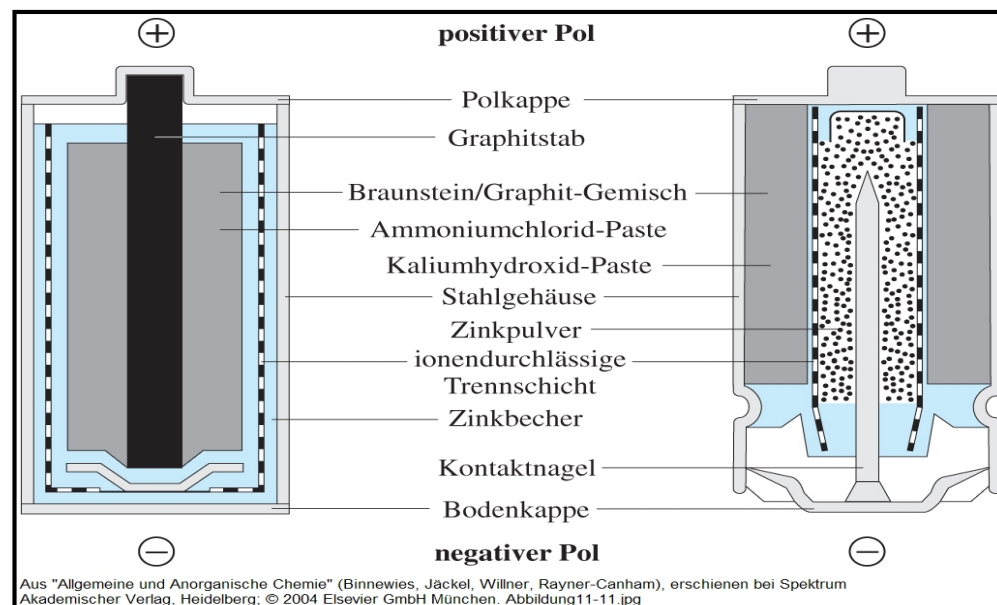 + positiver Pol +
Polkappe
Graphitstab
Braunstein/Graphit-Gemisch
Ammoniumchlorid-Paste
Kaliumhydroxid-Paste
Stahlgehäuse
Zinkpulver
ionendurchlässige
Trennschicht
Zinkbecher
Kontaktnagel
Bodenkappe
− negativer Pol −
Aus "Allgemeine und Anorganische Chemie" (Binnewies, Jäckel, Willner, Rayner-Canham), erschienen bei Spektrum
Akademischer Verlag, Heidelberg; © 2004 Elsevier GmbH München. Abbildung11-11.jpg